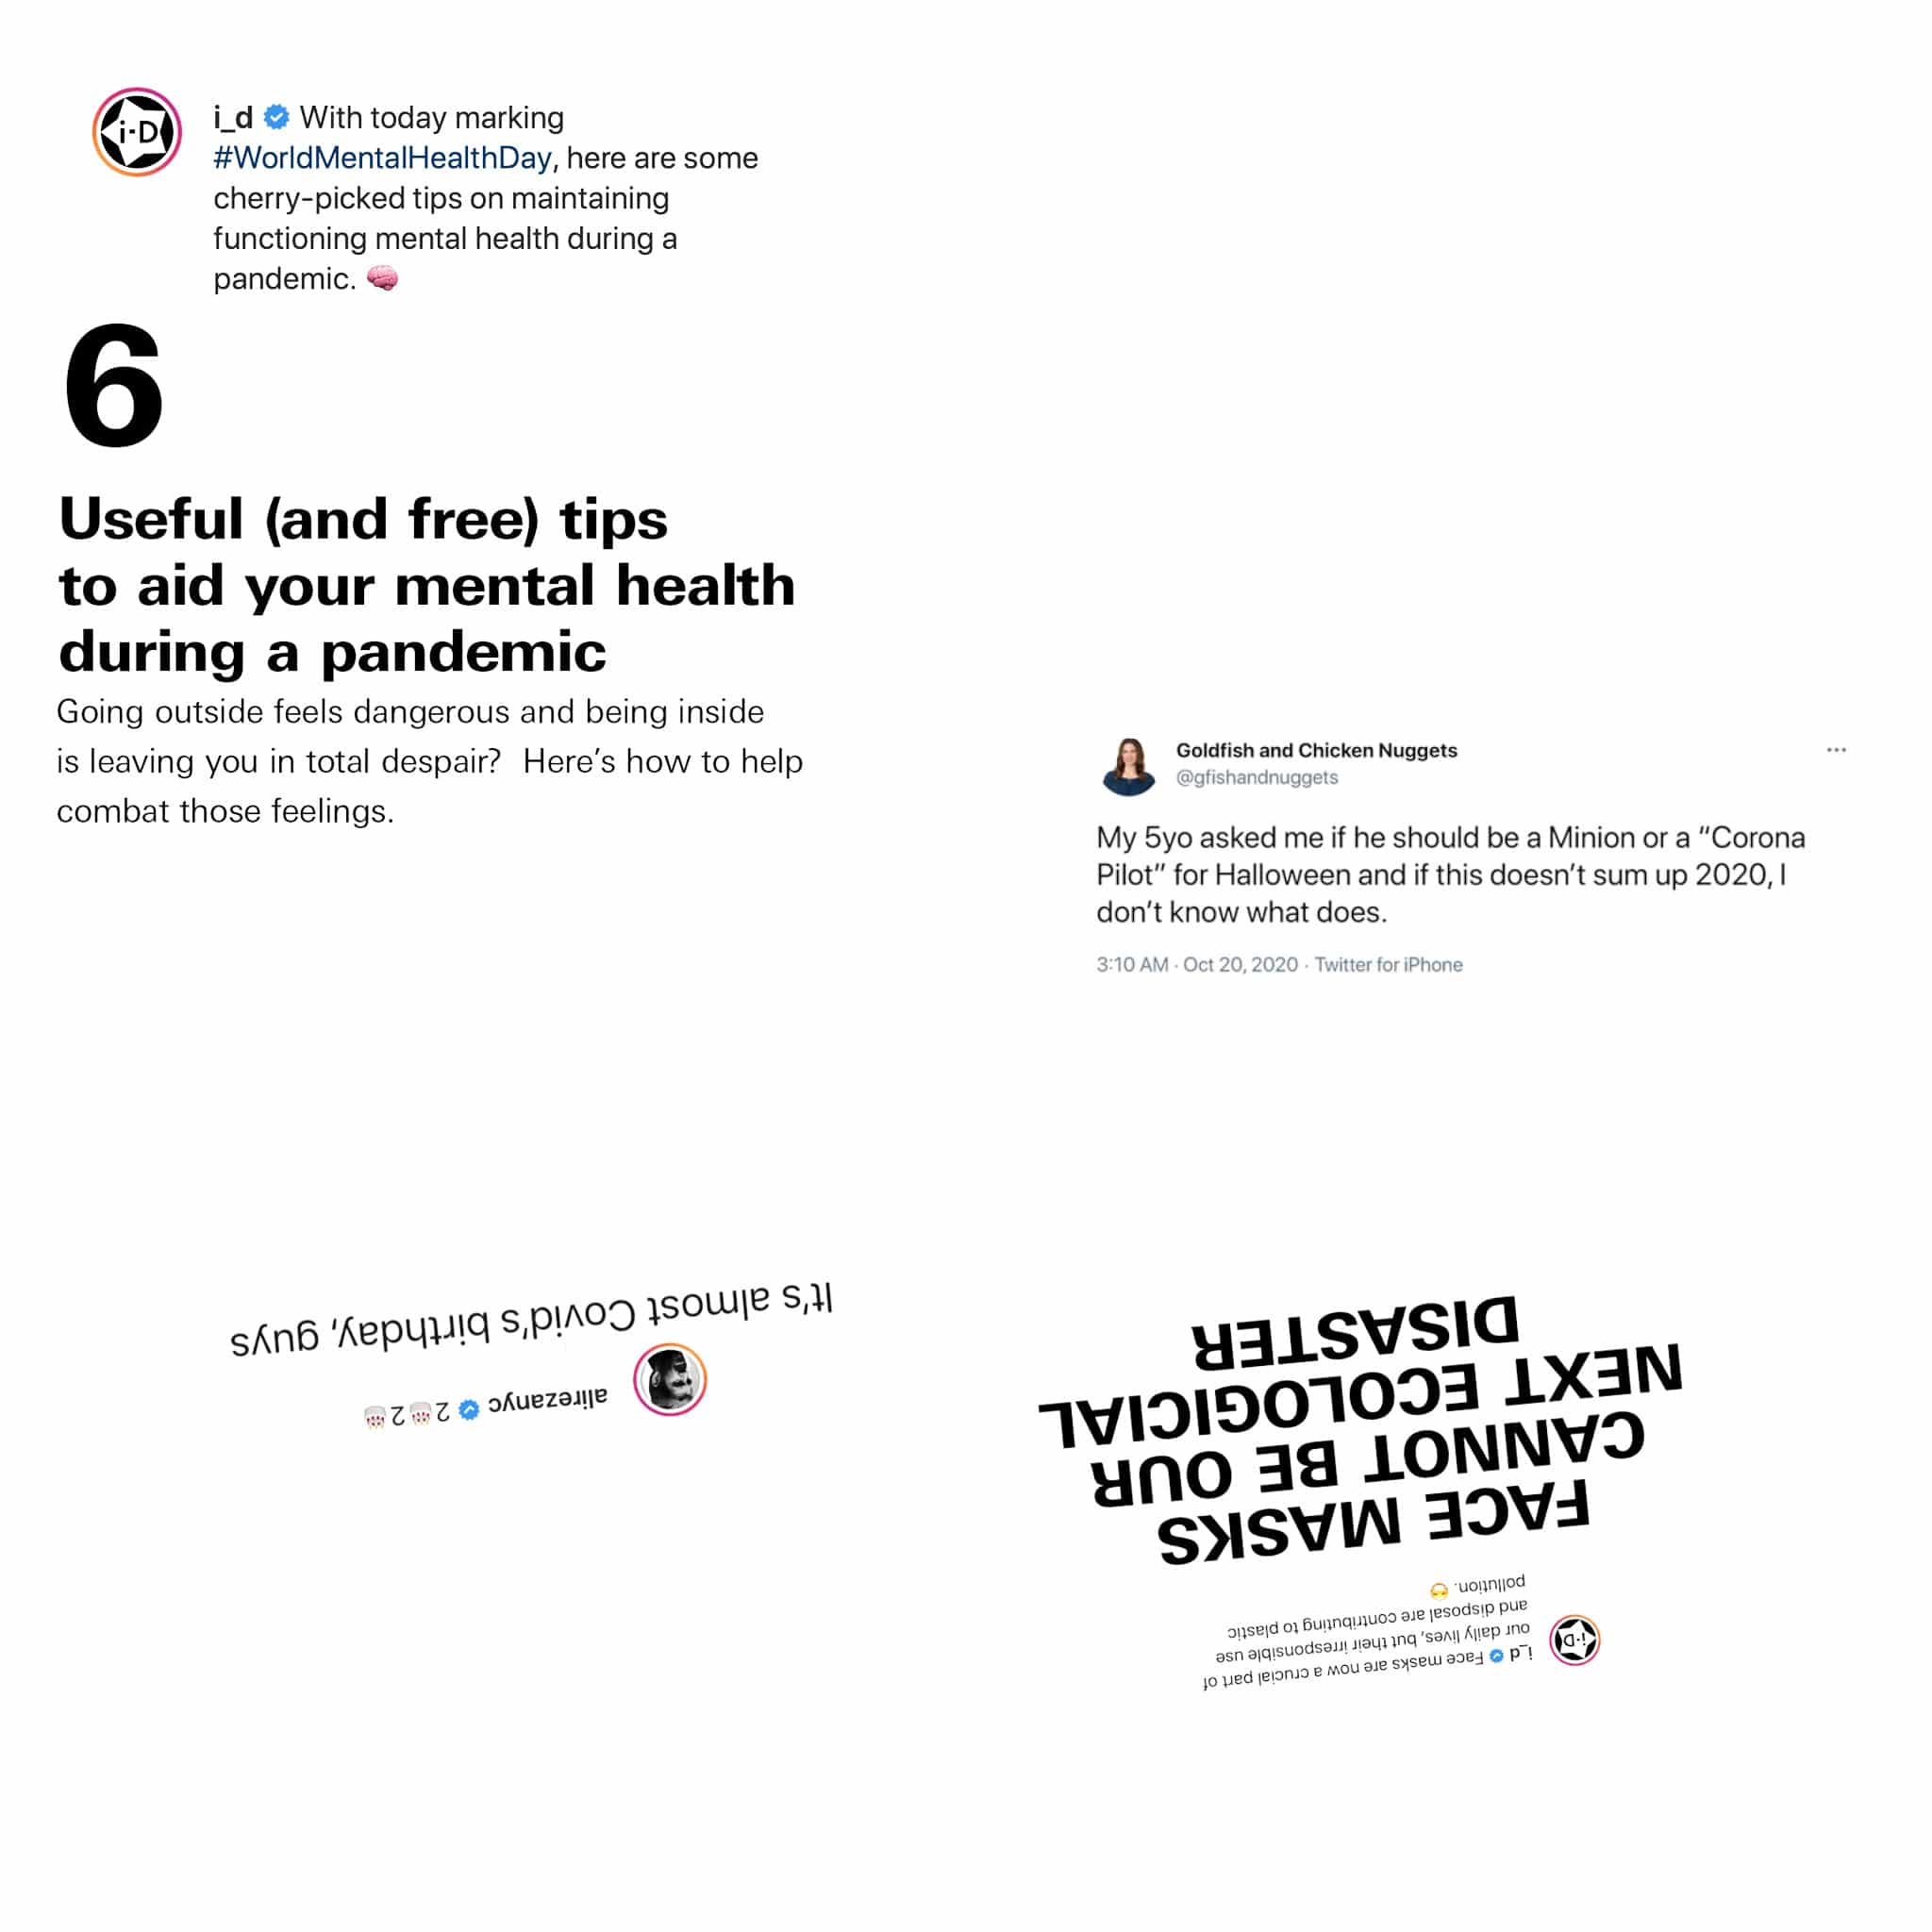 i-D
i_d With today marking
#WorldMentalHealthDay, here are some
cherry-picked tips on maintaining
functioning mental health during a
pandemic. 🧠
6
Useful (and free) tips
to aid your mental health
during a pandemic
Going outside feels dangerous and being inside
is leaving you in total despair? Here’s how to help
combat those feelings.
Goldfish and Chicken Nuggets
@gfishandnuggets
My 5yo asked me if he should be a Minion or a “Corona
Pilot” for Halloween and if this doesn’t sum up 2020, I
don’t know what does.
3:10 AM · Oct 20, 2020 · Twitter for iPhone
alirezanyc 2🎂2🎂
It’s almost Covid’s birthday, guys
i-D
i_d Face masks are now a crucial part of
our daily lives, but their irresponsible use
and disposal are contributing to plastic
pollution. 😷
FACE MASKS
CANNOT BE OUR
NEXT ECOLOGICIAL
DISASTER